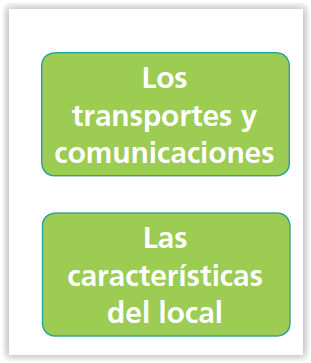 Los
transportes y
comunicaciones
Las
características
del local